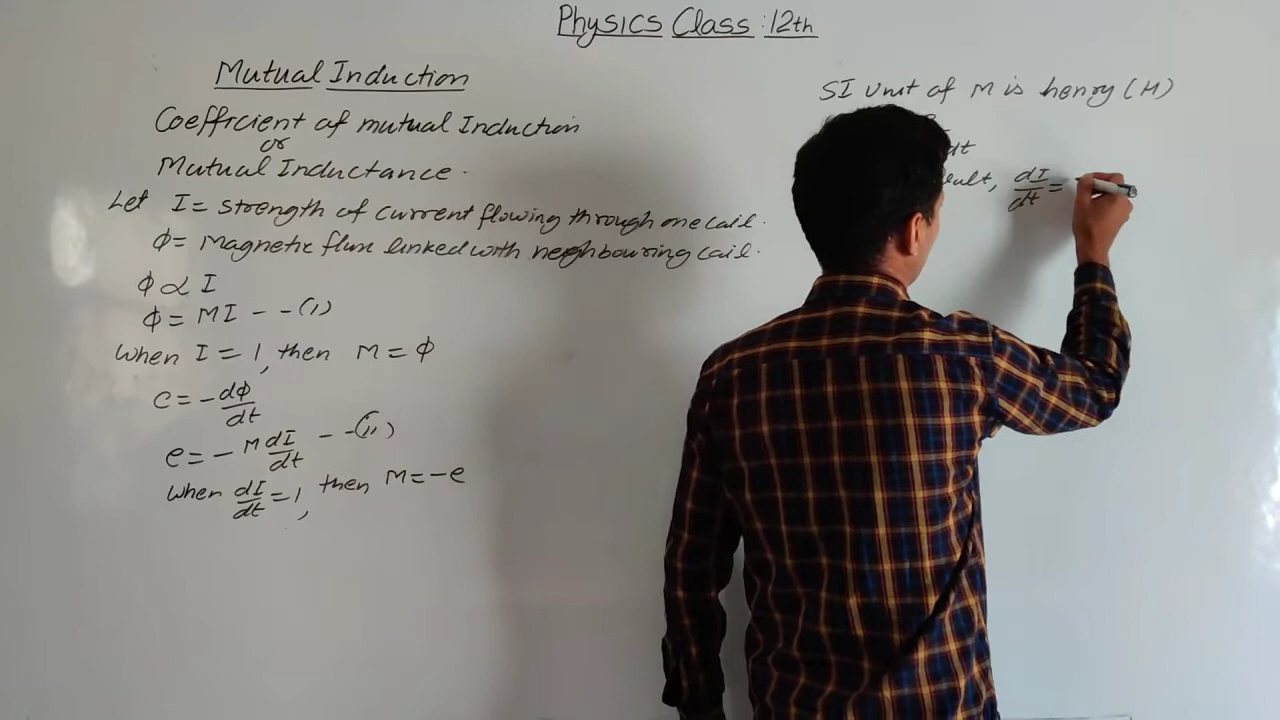 Physics Class : 12th
Mutual Induction
Coefficient of mutual Induction
or
Mutual Inductance.
Let I = Strength of current flowing through one coil.
Φ = Magnetic flux linked with neighbouring coil.
Φ ∝ I
Φ = MI - - (i)
When I = 1, then M = Φ
e = - dΦ/dt
e = - M dI/dt - - (ii)
When dI/dt = 1, then M = -e
SI unit of M is henry (H)
dt
dI/dt =